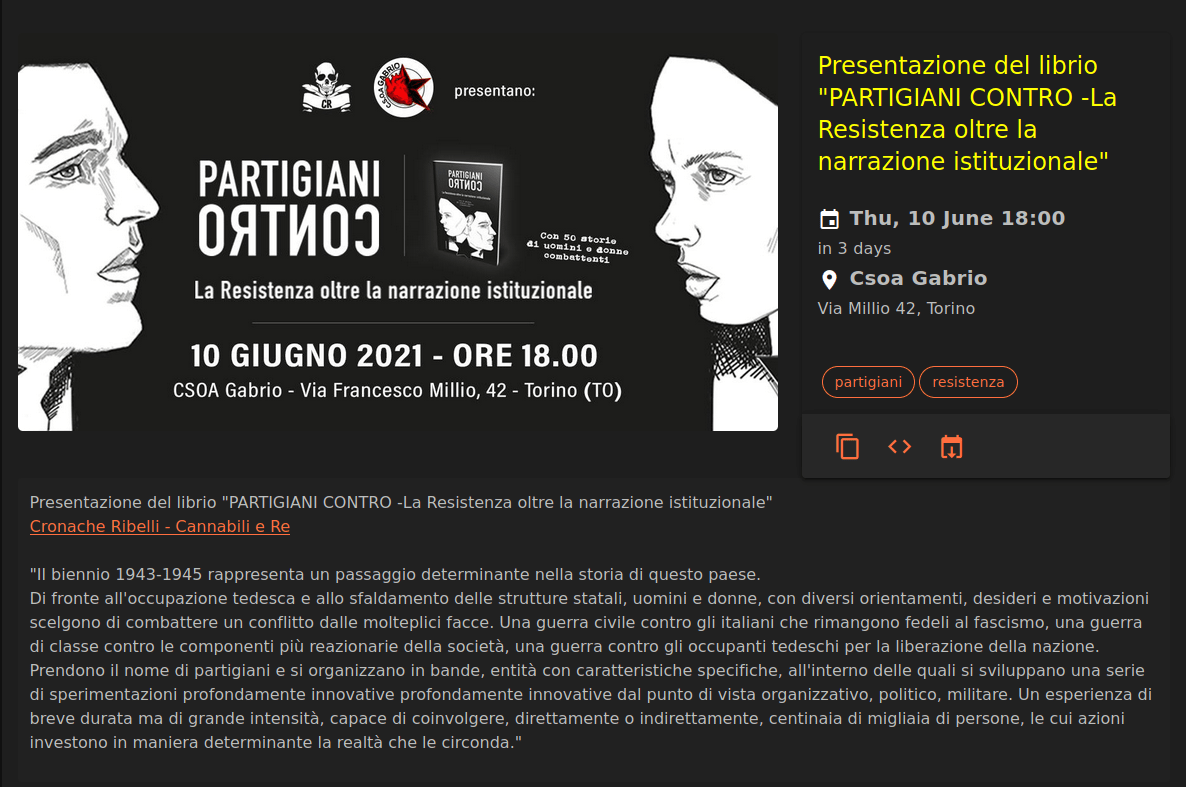 CR
CSOA GABRIO
presentano:
PARTIGIANI
CONTRO
PARTIGIANI
CONTRO
Con 50 storie
di uomini e donne
combattenti
La Resistenza oltre la narrazione istituzionale
10 GIUGNO 2021 - ORE 18.00
CSOA Gabrio - Via Francesco Millio, 42 - Torino (TO)
Presentazione del libro
"PARTIGIANI CONTRO -La
Resistenza oltre la
narrazione istituzionale"
Thu, 10 June 18:00
in 3 days
Csoa Gabrio
Via Millio 42, Torino
partigiani
resistenza
Presentazione del libro "PARTIGIANI CONTRO -La Resistenza oltre la narrazione istituzionale"
Cronache Ribelli - Cannabili e Re
"Il biennio 1943-1945 rappresenta un passaggio determinante nella storia di questo paese.
Di fronte all'occupazione tedesca e allo sfaldamento delle strutture statali, uomini e donne, con diversi orientamenti, desideri e motivazioni
scelgono di combattere un conflitto dalle molteplici facce. Una guerra civile contro gli italiani che rimangono fedeli al fascismo, una guerra
di classe contro le componenti più reazionarie della società, una guerra contro gli occupanti tedeschi per la liberazione della nazione.
Prendono il nome di partigiani e si organizzano in bande, entità con caratteristiche specifiche, all'interno delle quali si sviluppano una serie
di sperimentazioni profondamente innovative profondamente innovative dal punto di vista organizzativo, politico, militare. Un esperienza di
breve durata ma di grande intensità, capace di coinvolgere, direttamente o indirettamente, centinaia di migliaia di persone, le cui azioni
investono in maniera determinante la realtà che le circonda."